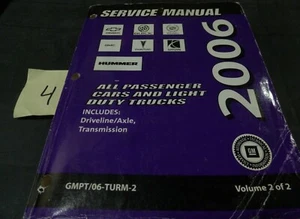 SERVICE MANUAL
2006
HUMMER
4
ALL PASSENGER
CARS AND LIGHT
DUTY TRUCKS
INCLUDES:
Driveline/Axle,
Transmission
GM
GMPT/06-TURM-2
Volume 2 of 2